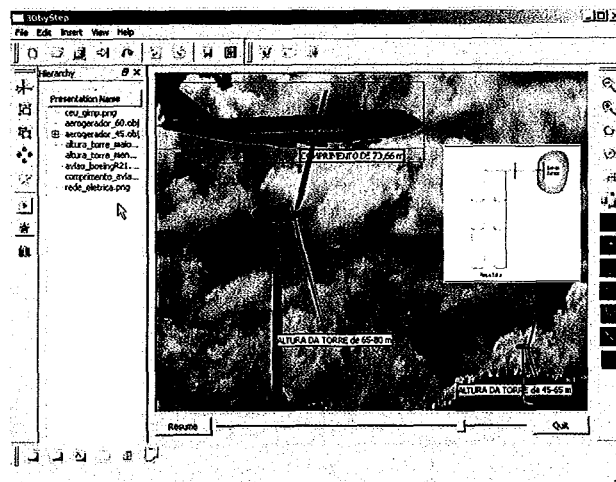 3DbyStep
File Edit Insert View Help
Hierarchy
Presentation Name
ceu_gimp.png
aerogerador_60.obj
aerogerador_45.obj
altura_torre_maio...
altura_torre_men...
aviao_boeingR21....
comprimento_avia...
rede_eletrica.png
COMPRIMENTO DE 70,66 m
ALTURA DA TORRE de 65-80 m
ALTURA DA TORRE de 45-65 m
Resume
Quit